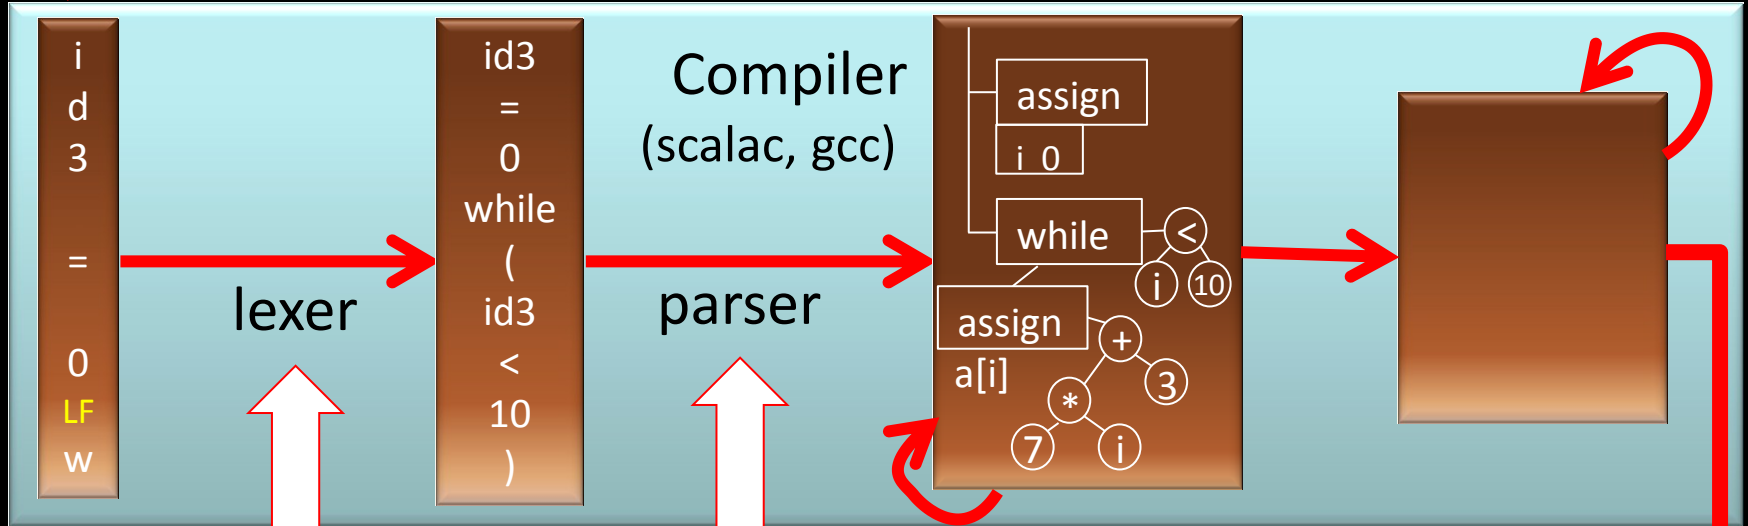 i
d
3
=
0
LF
w
lexer
id3
=
0
while
(
id3
<
10
)
Compiler
(scalac, gcc)
parser
assign
i 0
while
<
i
10
assign
a[i]
+
3
*
7
i